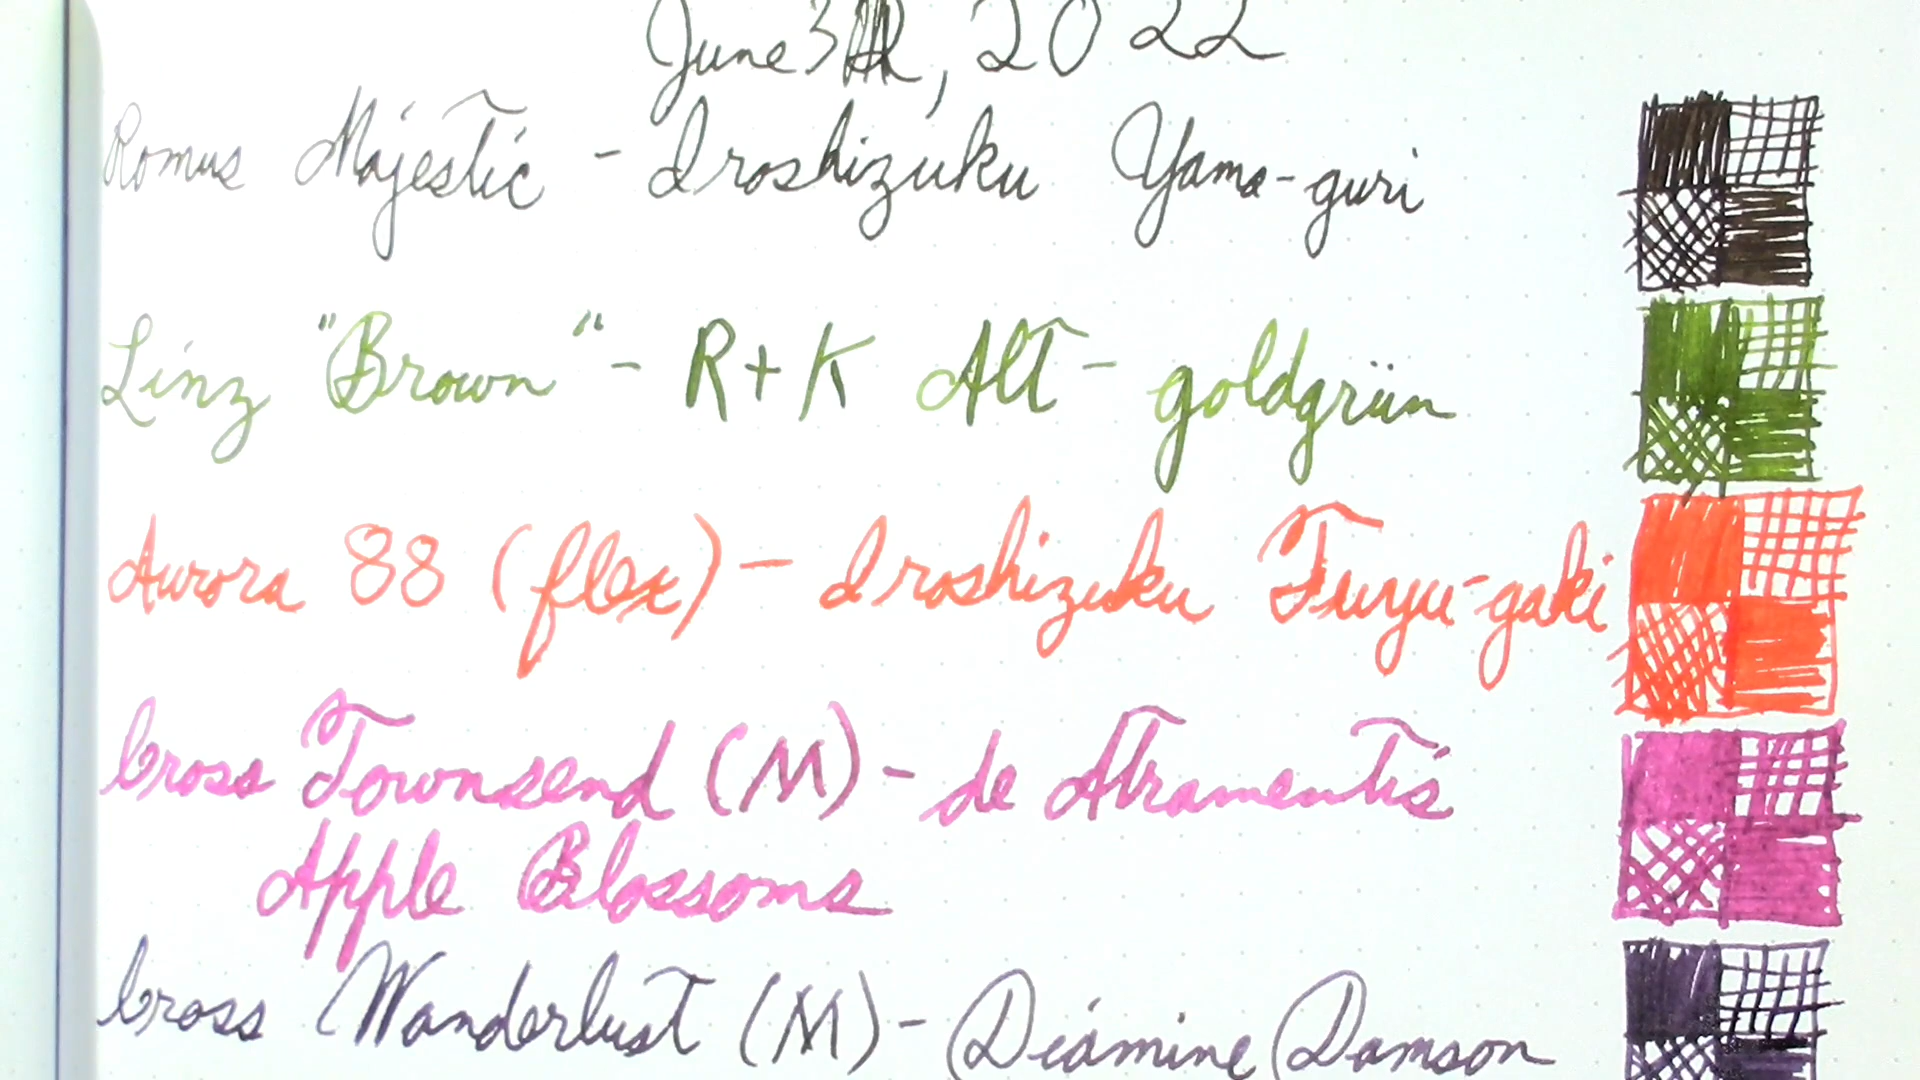 June 3, 2022
Romus Majestic - Iroshizuku Yama-guri
Linz "Brown" - R+K Alt - goldgrün
Aurora 88 (flex) - Iroshizuku Fuyu-gaki
Cross Townsend (M) - de Atramentis
Apple Blossoms
Cross Wanderlust (M) - Diamine Damson